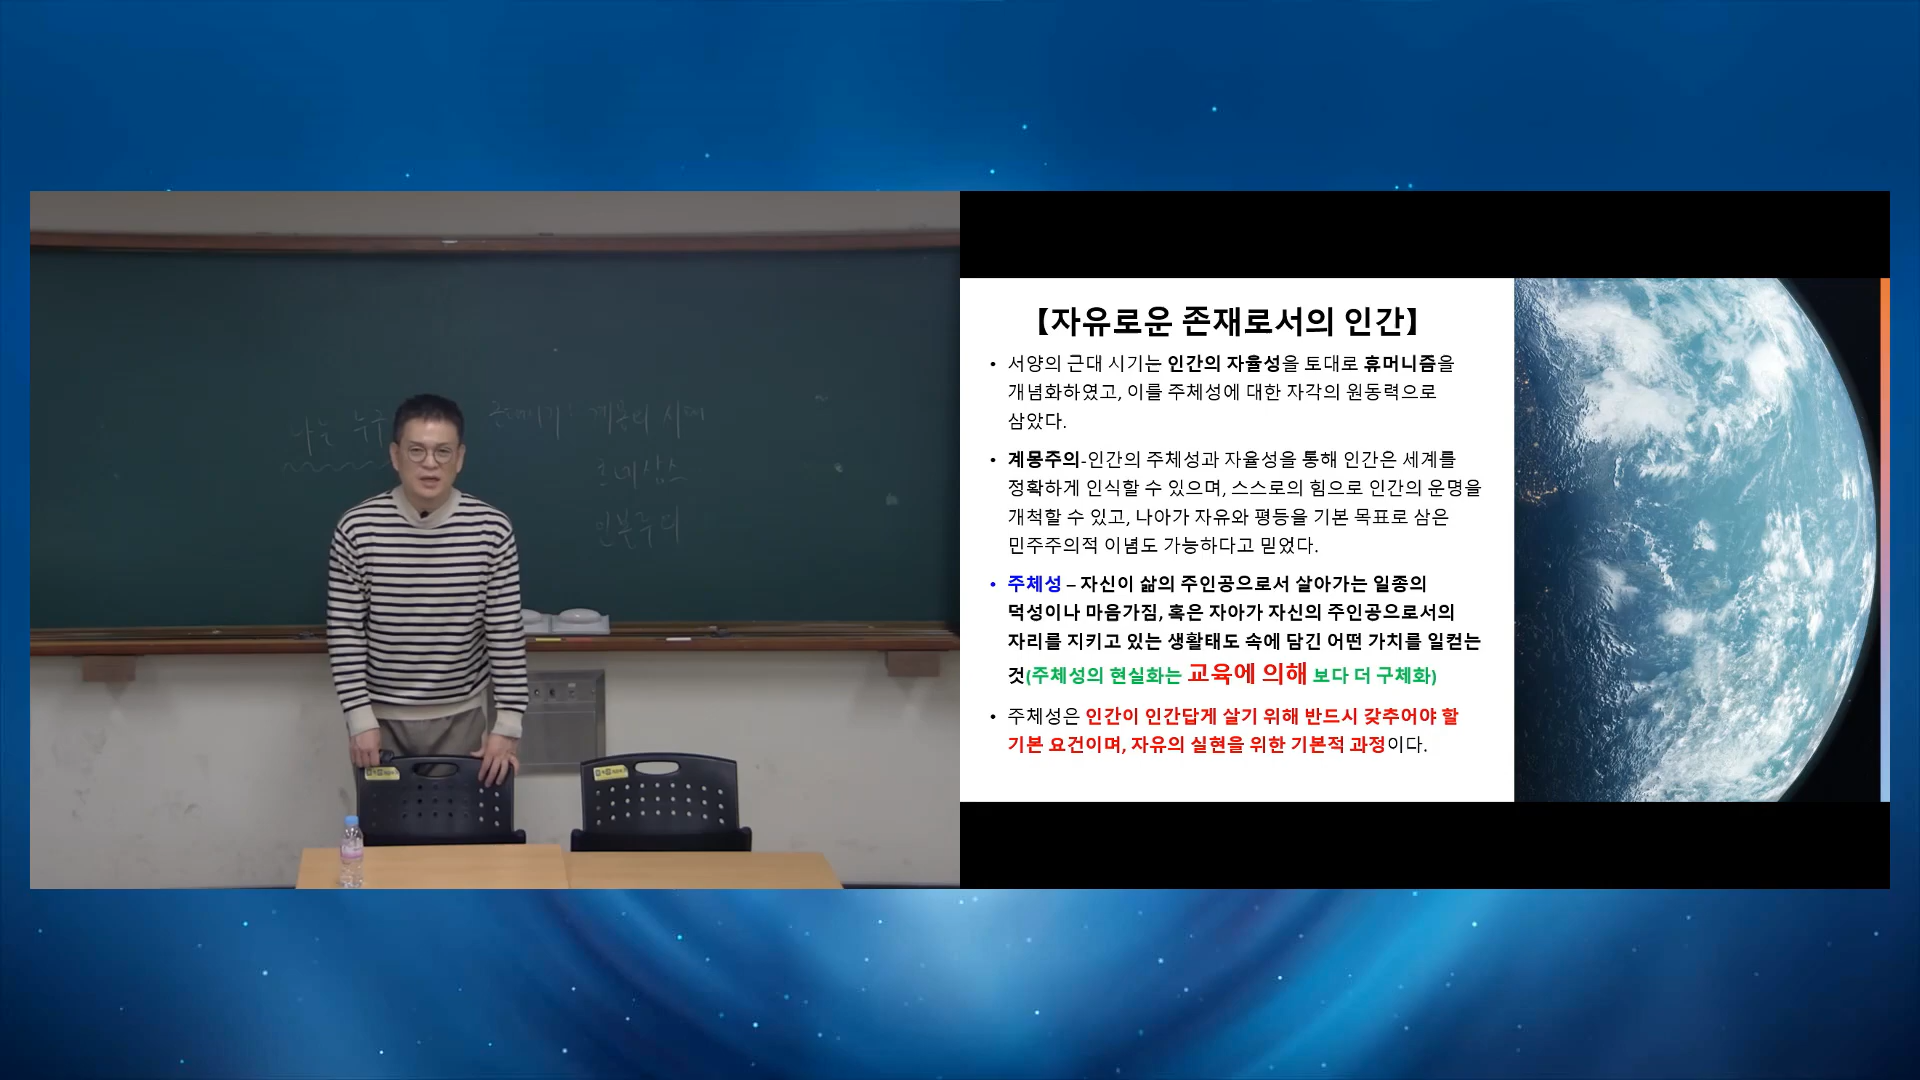 나는 누구
근대시기 : 계몽의 시대
르네상스
인본주의
【자유로운 존재로서의 인간】
• 서양의 근대 시기는 인간의 자율성을 토대로 휴머니즘을
개념화하였고, 이를 주체성에 대한 자각의 원동력으로
삼았다.
• 계몽주의-인간의 주체성과 자율성을 통해 인간은 세계를
정확하게 인식할 수 있으며, 스스로의 힘으로 인간의 운명을
개척할 수 있고, 나아가 자유와 평등을 기본 목표로 삼은
민주주의적 이념도 가능하다고 믿었다.
• 주체성 – 자신이 삶의 주인공으로서 살아가는 일종의
덕성이나 마음가짐, 혹은 자아가 자신의 주인공으로서의
자리를 지키고 있는 생활태도 속에 담긴 어떤 가치를 일컫는
것(주체성의 현실화는 교육에 의해 보다 더 구체화)
• 주체성은 인간이 인간답게 살기 위해 반드시 갖추어야 할
기본 요건이며, 자유의 실현을 위한 기본적 과정이다.